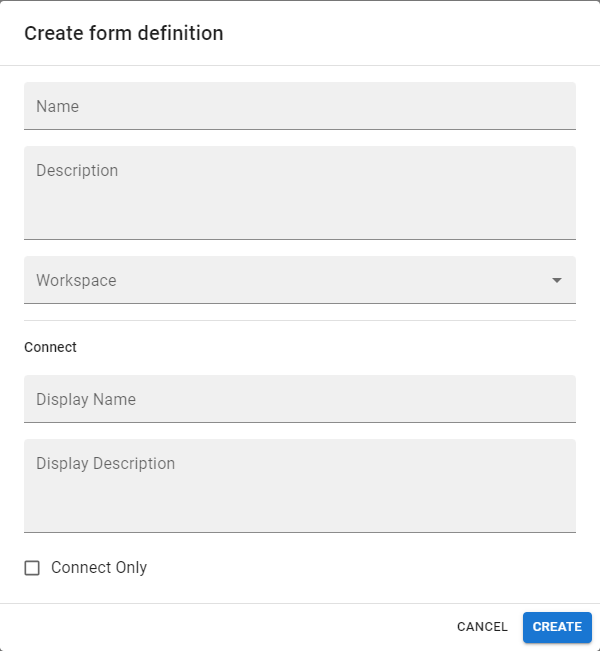 Create form definition
Name
Description
Workspace
Connect
Display Name
Display Description
Connect Only
CANCEL CREATE